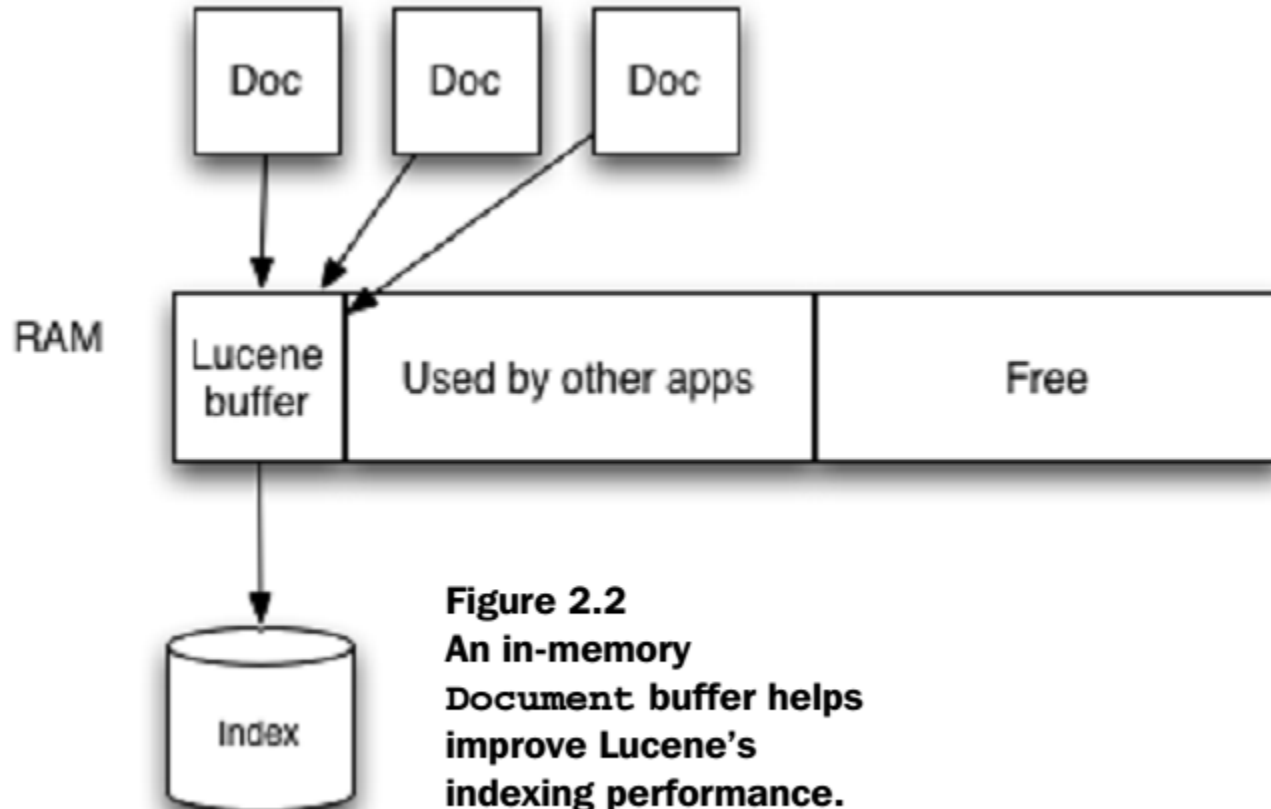 Doc
Doc
Doc
RAM
Lucene
buffer
Used by other apps
Free
Index
Figure 2.2
An in-memory
Document buffer helps
improve Lucene’s
indexing performance.